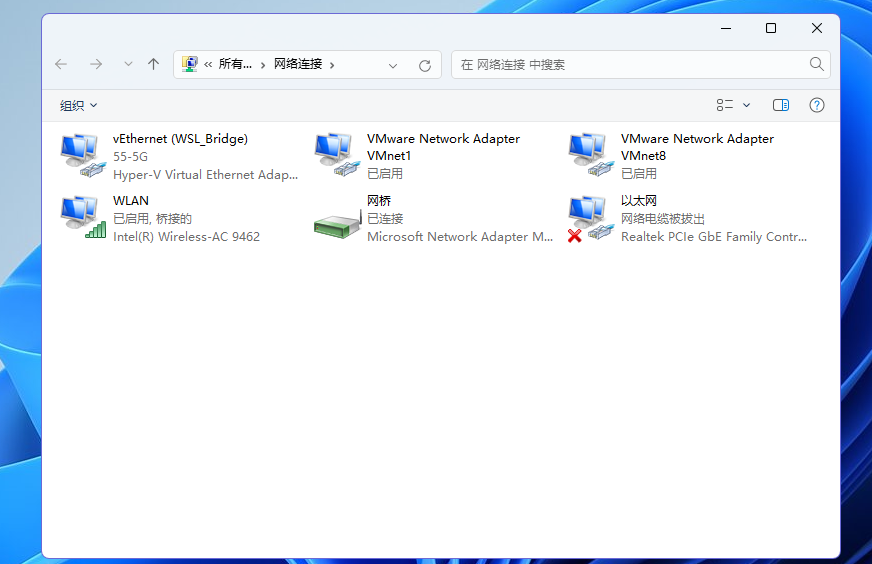 « 所有... › 网络连接 ›
在 网络连接 中搜索
组织
vEthernet (WSL_Bridge)
55-5G
Hyper-V Virtual Ethernet Adap...
VMware Network Adapter
VMnet1
已启用
VMware Network Adapter
VMnet8
已启用
WLAN
已启用, 桥接的
Intel(R) Wireless-AC 9462
网桥
已连接
Microsoft Network Adapter M...
以太网
网络电缆被拔出
Realtek PCIe GbE Family Contr...